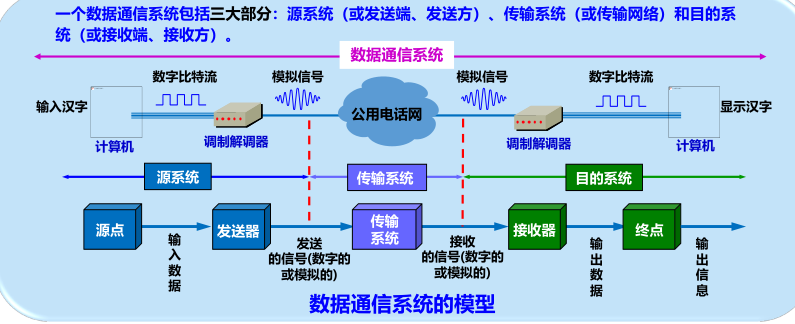 一个数据通信系统包括三大部分：源系统（或发送端、发送方）、传输系统（或传输网络）和目的系
统（或接收端、接收方）。
数据通信系统
数字比特流
模拟信号
模拟信号
数字比特流
输入汉字
公用电话网
显示汉字
计算机
调制解调器
调制解调器
计算机
源系统
传输系统
目的系统
源点
发送器
传输
系统
接收器
终点
输
入
数
据
发送
的信号(数字的
或模拟的)
接收
的信号(数字的
或模拟的)
输
出
数
据
输
出
信
息
数据通信系统的模型